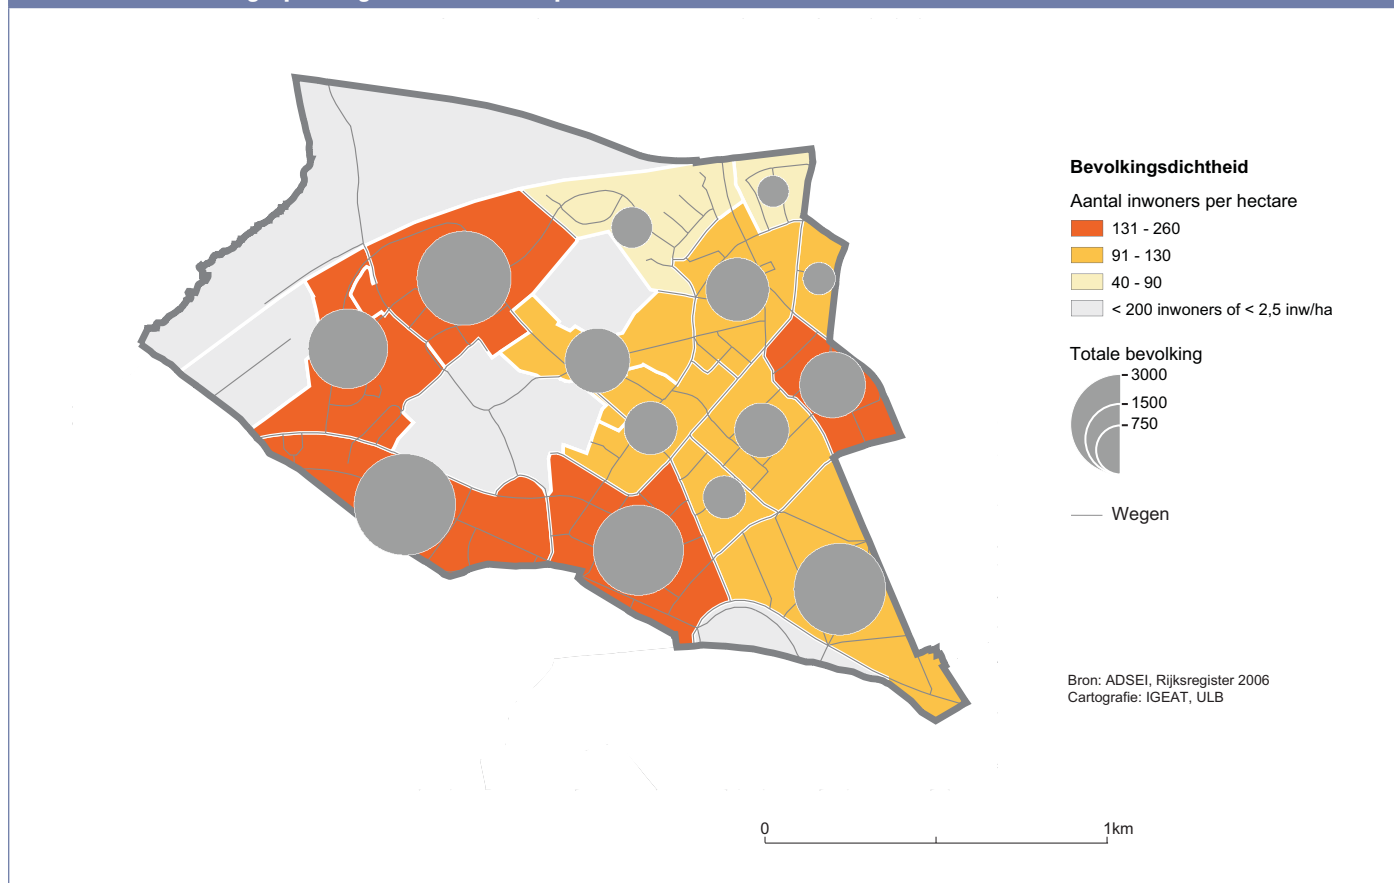 Bevolkingsdichtheid
Aantal inwoners per hectare
131 - 260
91 - 130
40 - 90
< 200 inwoners of < 2,5 inw/ha
Totale bevolking
3000
1500
750
Wegen
Bron: ADSEI, Rijksregister 2006
Cartografie: IGEAT, ULB
0
1km